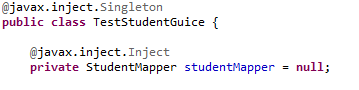 @javax.inject.Singleton
public class TestStudentGuice {
@javax.inject.Inject
private StudentMapper studentMapper = null;